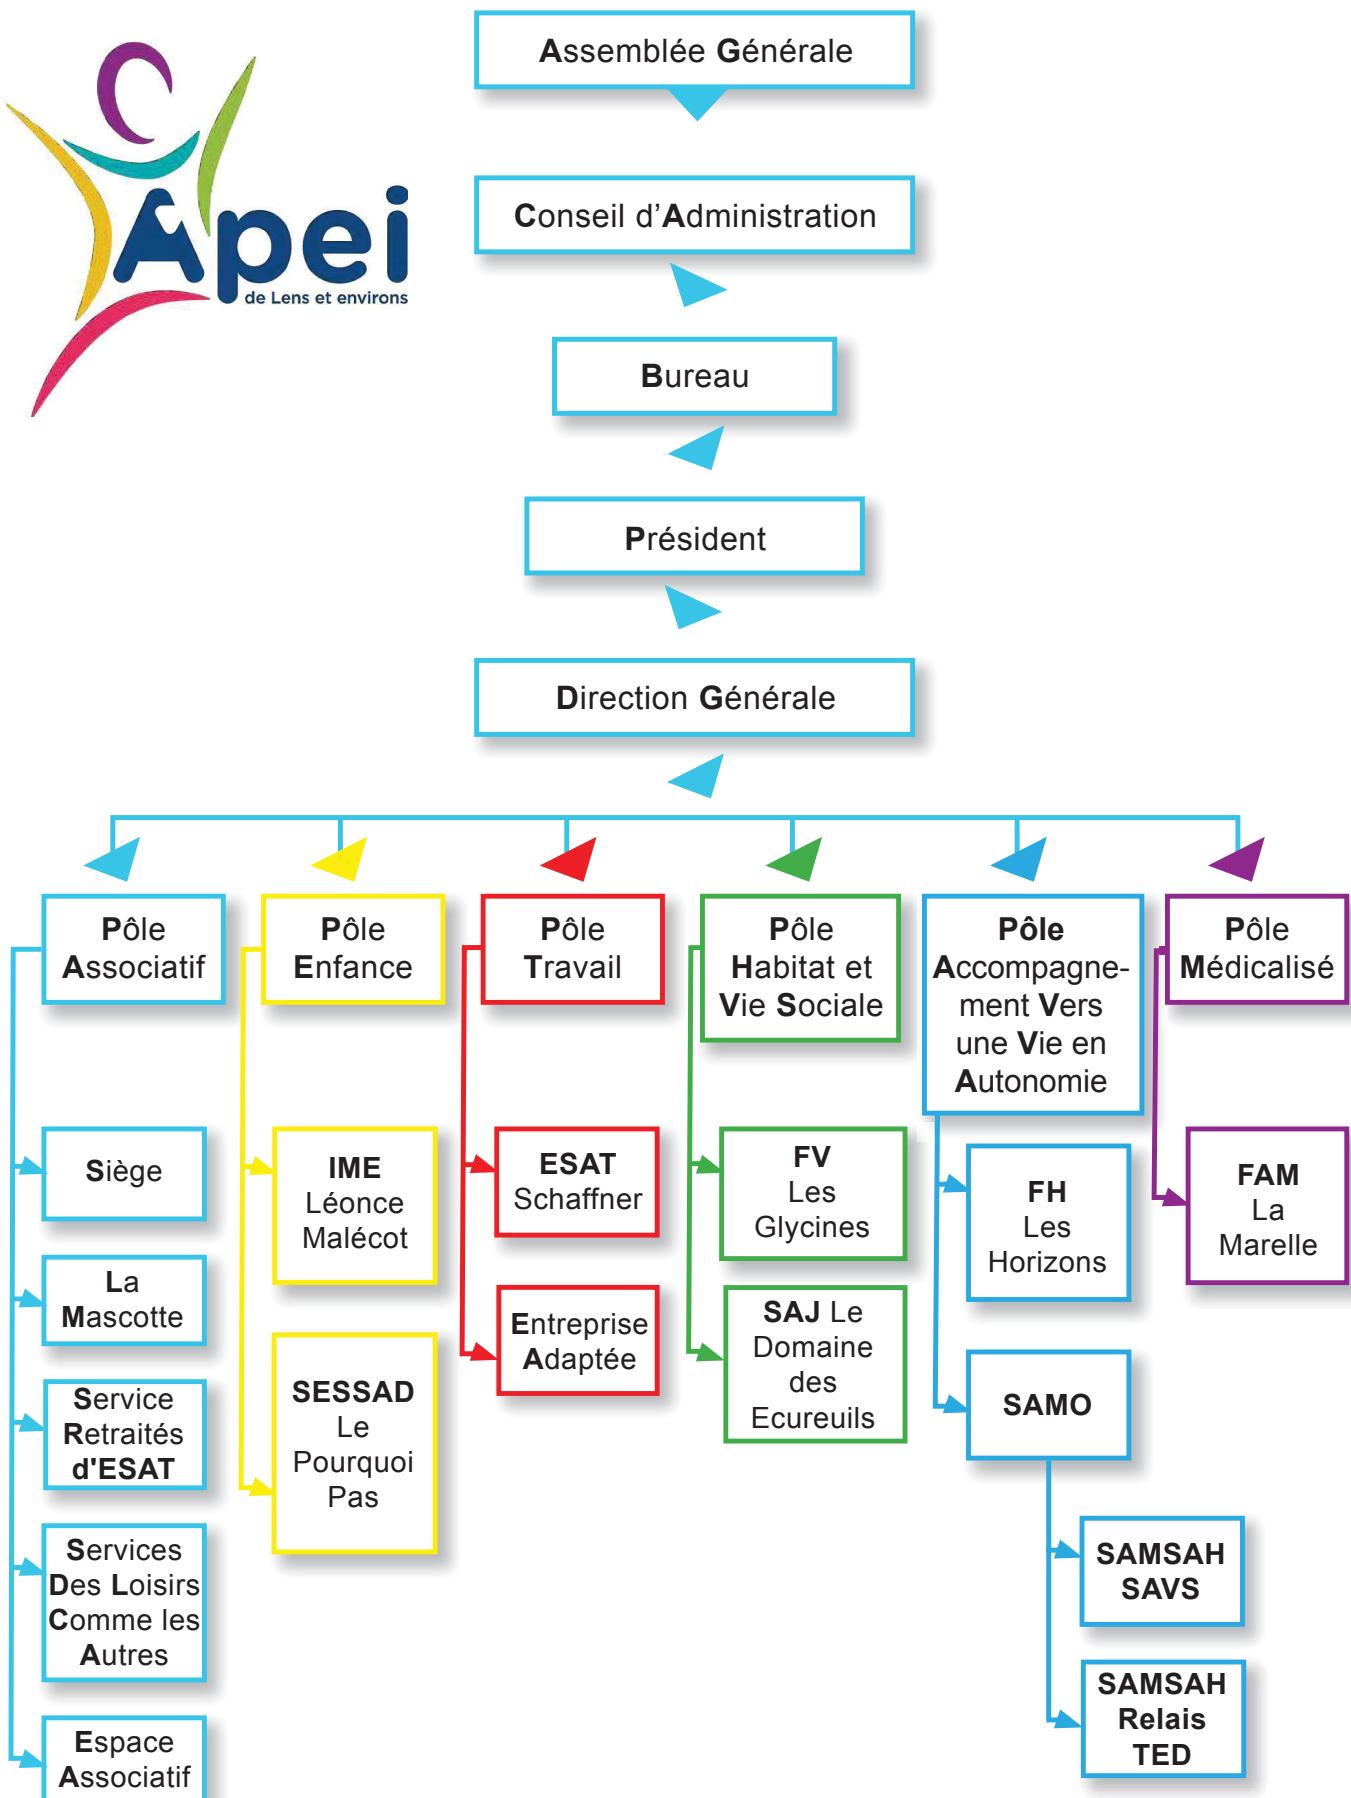 Apei
de Lens et environs
Assemblée Générale
Conseil d’Administration
Bureau
Président
Direction Générale
Pôle
Associatif
Siège
La
Mascotte
Service
Retraités
d'ESAT
Services
Des Loisirs
Comme les
Autres
Espace
Associatif
Pôle
Enfance
IME
Léonce
Malécot
SESSAD
Le
Pourquoi
Pas
Pôle
Travail
ESAT
Schaffner
Entreprise
Adaptée
Pôle
Habitat et
Vie Sociale
FV
Les
Glycines
SAJ Le
Domaine
des
Ecureuils
Pôle
Accompagne-
ment Vers
une Vie en
Autonomie
FH
Les
Horizons
SAMO
SAMSAH
SAVS
SAMSAH
Relais
TED
Pôle
Médicalisé
FAM
La
Marelle